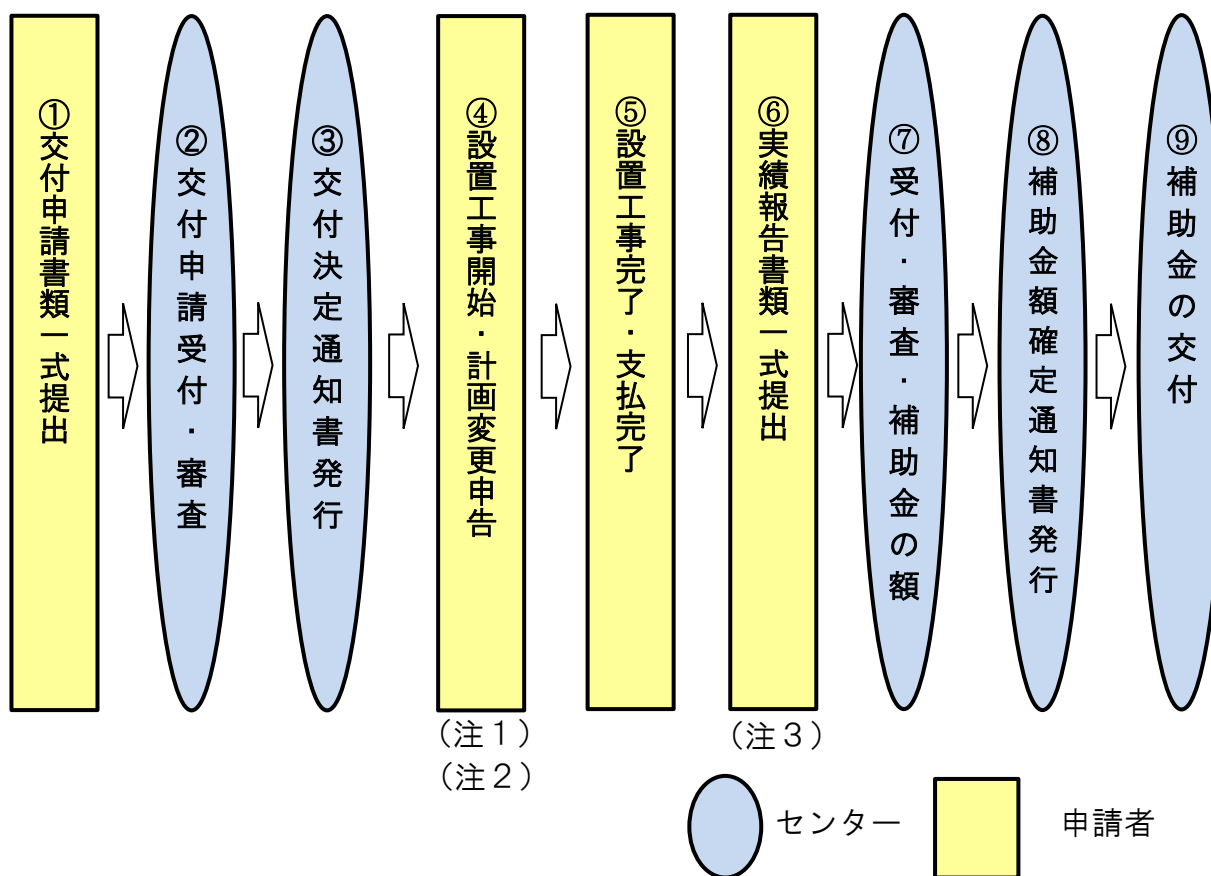 ①交付申請書類一式提出
②交付申請受付・審査
③交付決定通知書発行
④設置工事開始・計画変更申告
⑤設置工事完了・支払完了
⑥実績報告書類一式提出
⑦受付・審査・補助金の額
⑧補助金額確定通知書発行
⑨補助金の交付
（注１）
（注２）
（注３）
センター
申請者